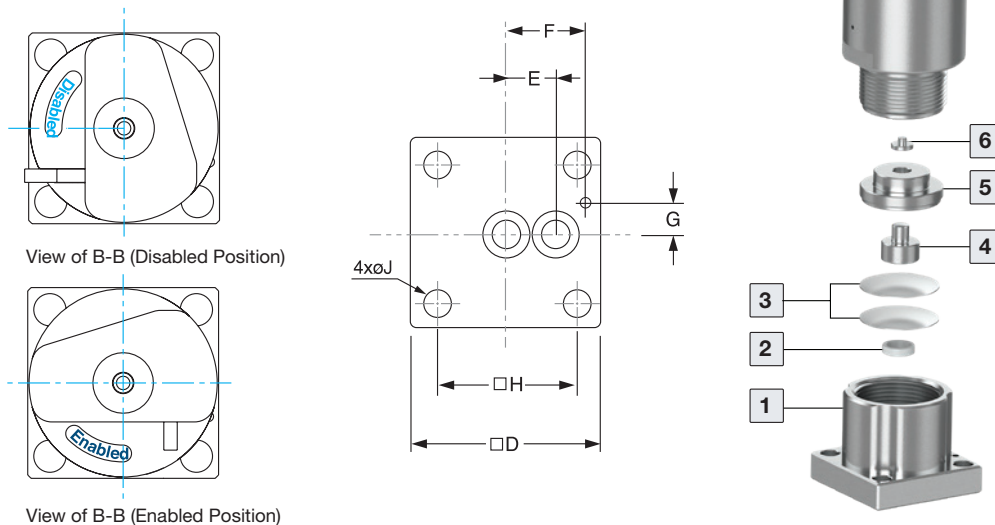 Disabled
View of B-B (Disabled Position)
Enabled
View of B-B (Enabled Position)
F
E
G
4xøJ
□H
□D
6
5
4
3
2
1